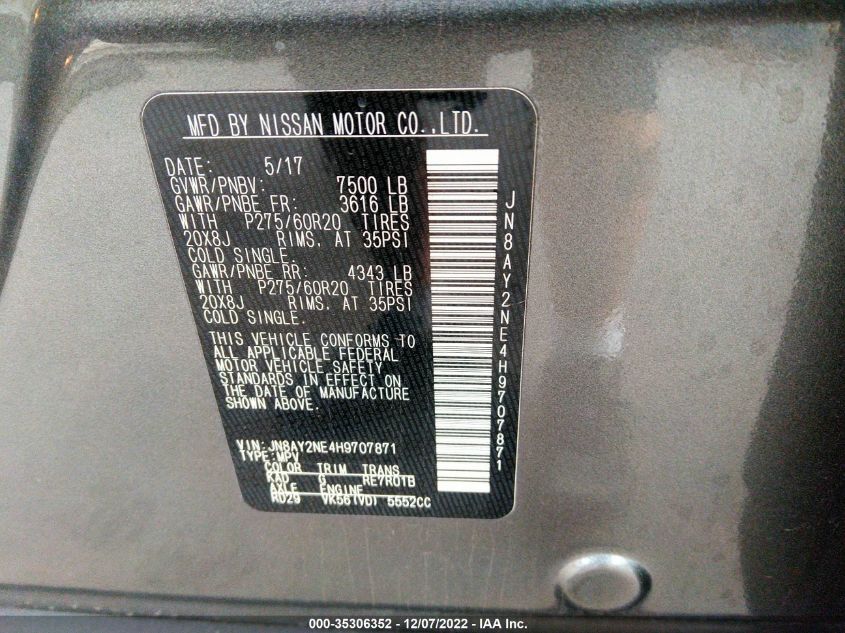 MFD BY NISSAN MOTOR CO.,LTD.
DATE: 5/17
GVWR/PNBV: 7500 LB
GAWR/PNBE FR: 3616 LB
WITH P275/60R20 TIRES
20X8J RIMS. AT 35PSI
COLD SINGLE.
GAWR/PNBE RR: 4343 LB
WITH P275/60R20 TIRES
20X8J RIMS. AT 35PSI
COLD SINGLE.
THIS VEHICLE CONFORMS TO
ALL APPLICABLE FEDERAL
MOTOR VEHICLE SAFETY
STANDARDS IN EFFECT ON
THE DATE OF MANUFACTURE
SHOWN ABOVE.
VIN:JN8AY2NE4H9707871
TYPE:MPV
COLOR TRIM TRANS
KAD G RE7R01B
AXLE ENGINE
RD29 VK56(VD) 5552CC
JN8AY2NE4H9707871
000-35306352 - 12/07/2022 - IAA Inc.